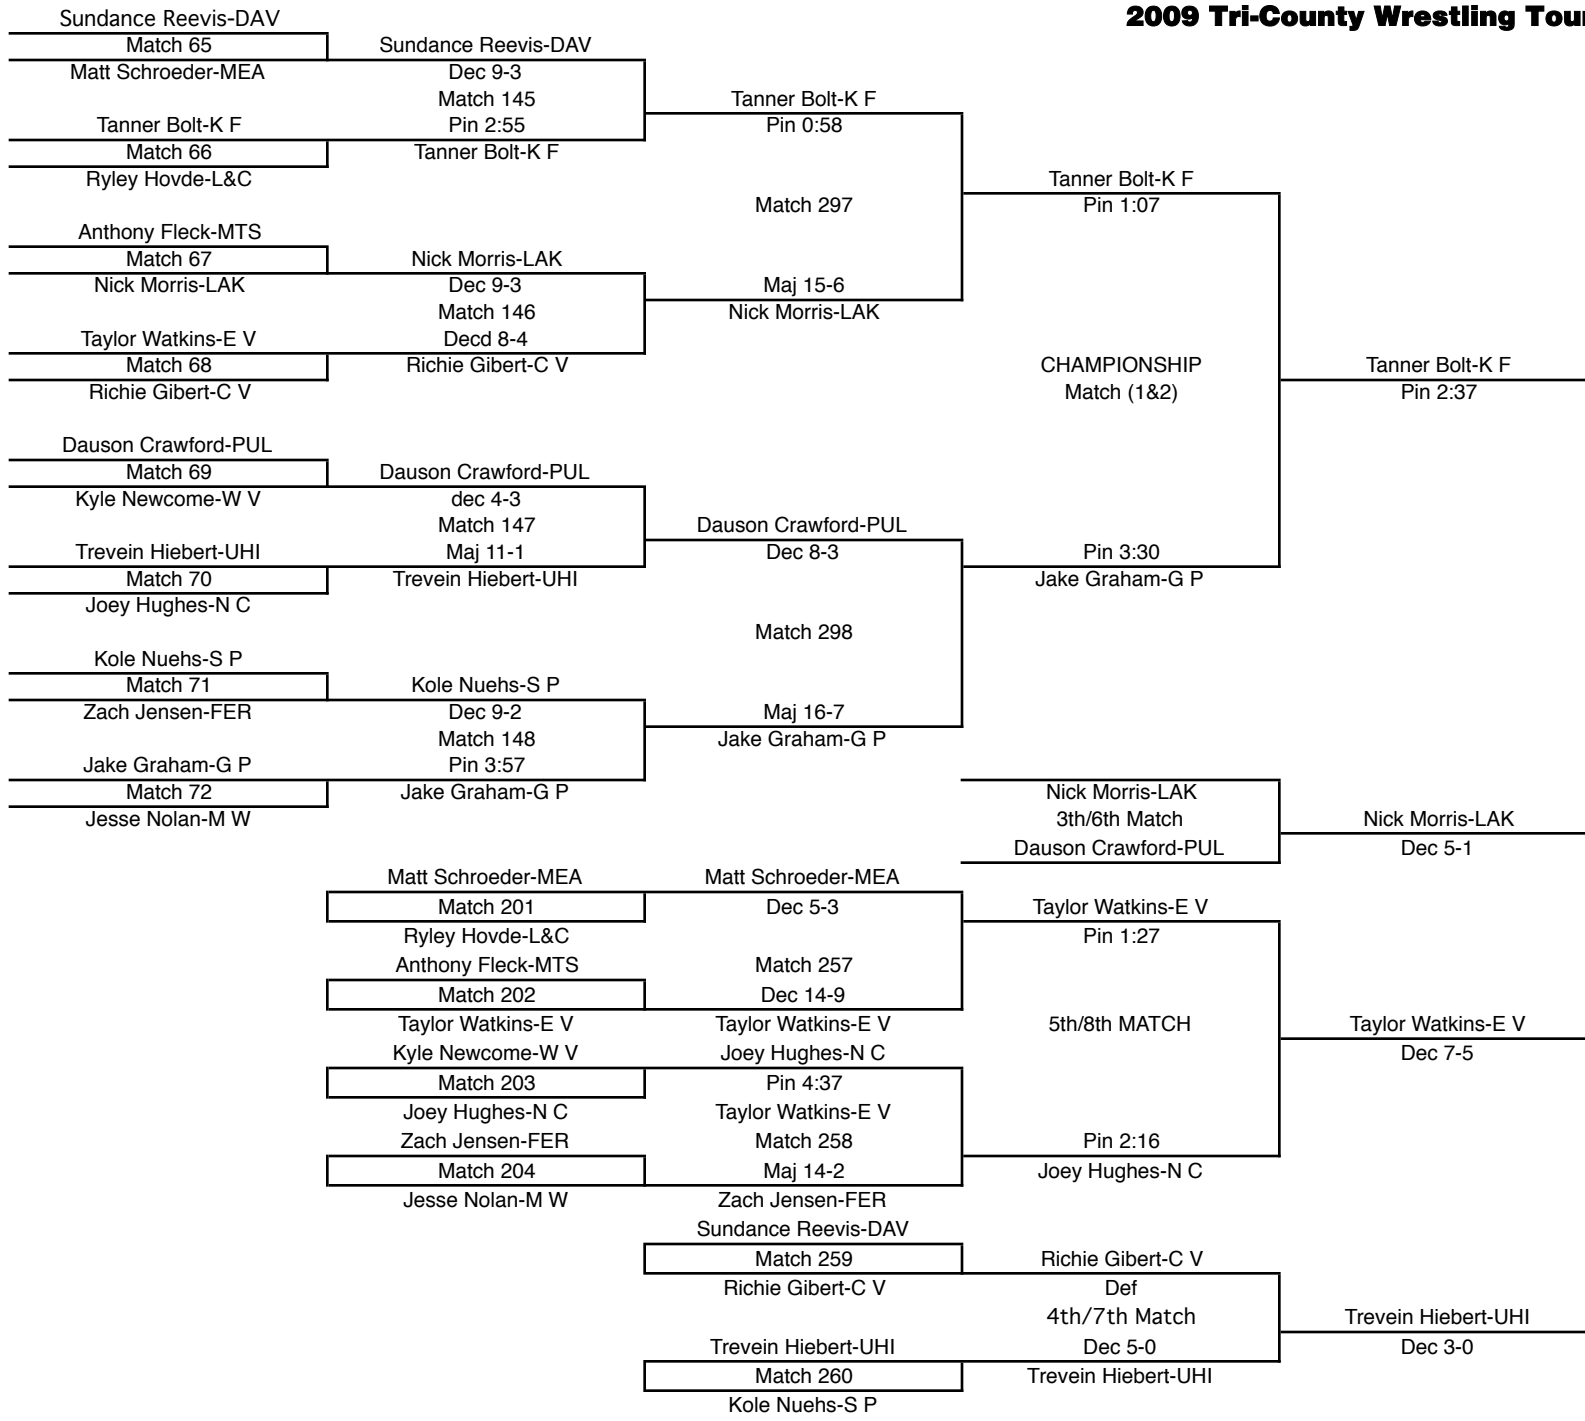 2009 Tri-County Wrestling Tour
Sundance Reevis-DAV
Match 65
Matt Schroeder-MEA
Tanner Bolt-K F
Match 66
Ryley Hovde-L&C
Anthony Fleck-MTS
Match 67
Nick Morris-LAK
Taylor Watkins-E V
Match 68
Richie Gibert-C V
Dauson Crawford-PUL
Match 69
Kyle Newcome-W V
Trevein Hiebert-UHI
Match 70
Joey Hughes-N C
Kole Nuehs-S P
Match 71
Zach Jensen-FER
Jake Graham-G P
Match 72
Jesse Nolan-M W
Sundance Reevis-DAV
Dec 9-3
Match 145
Pin 2:55
Tanner Bolt-K F
Nick Morris-LAK
Dec 9-3
Match 146
Decd 8-4
Richie Gibert-C V
Dauson Crawford-PUL
dec 4-3
Match 147
Maj 11-1
Trevein Hiebert-UHI
Kole Nuehs-S P
Dec 9-2
Match 148
Pin 3:57
Jake Graham-G P
Tanner Bolt-K F
Pin 0:58
Match 297
Maj 15-6
Nick Morris-LAK
Dauson Crawford-PUL
Dec 8-3
Match 298
Maj 16-7
Jake Graham-G P
Tanner Bolt-K F
Pin 1:07
CHAMPIONSHIP
Match (1&2)
Pin 3:30
Jake Graham-G P
Tanner Bolt-K F
Pin 2:37
Nick Morris-LAK
3th/6th Match
Dauson Crawford-PUL
Nick Morris-LAK
Dec 5-1
Matt Schroeder-MEA
Match 201
Ryley Hovde-L&C
Anthony Fleck-MTS
Match 202
Taylor Watkins-E V
Kyle Newcome-W V
Match 203
Joey Hughes-N C
Zach Jensen-FER
Match 204
Jesse Nolan-M W
Matt Schroeder-MEA
Dec 5-3
Match 257
Dec 14-9
Taylor Watkins-E V
Joey Hughes-N C
Pin 4:37
Taylor Watkins-E V
Match 258
Maj 14-2
Zach Jensen-FER
Taylor Watkins-E V
Pin 1:27
5th/8th MATCH
Pin 2:16
Joey Hughes-N C
Taylor Watkins-E V
Dec 7-5
Sundance Reevis-DAV
Match 259
Richie Gibert-C V
Trevein Hiebert-UHI
Match 260
Kole Nuehs-S P
Richie Gibert-C V
Def
4th/7th Match
Dec 5-0
Trevein Hiebert-UHI
Trevein Hiebert-UHI
Dec 3-0